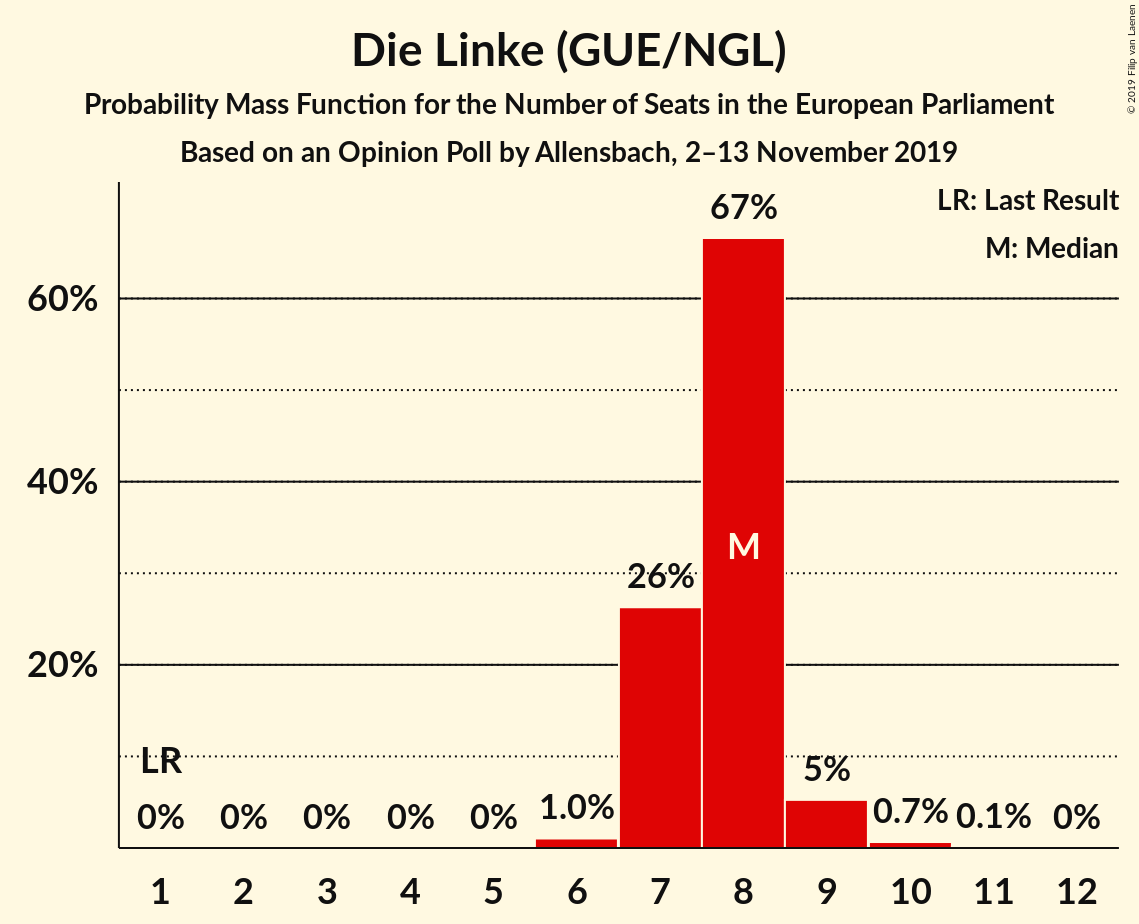 Die Linke (GUE/NGL)
Probability Mass Function for the Number of Seats in the European Parliament
Based on an Opinion Poll by Allensbach, 2–13 November 2019
© 2019 Filip van Laenen
LR: Last Result
M: Median
67%
60%
40%
M
26%
20%
LR
5%
0% 0% 0% 0% 0% 1.0% 0.7% 0.1% 0%
1 2 3 4 5 6 7 8 9 10 11 12